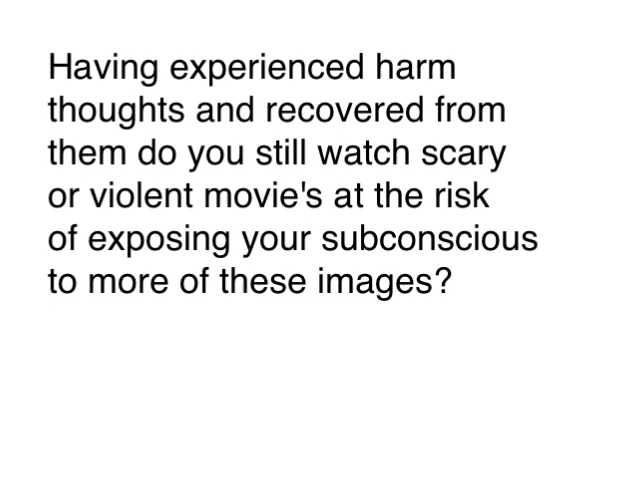 Having experienced harm
thoughts and recovered from
them do you still watch scary
or violent movie's at the risk
of exposing your subconscious
to more of these images?